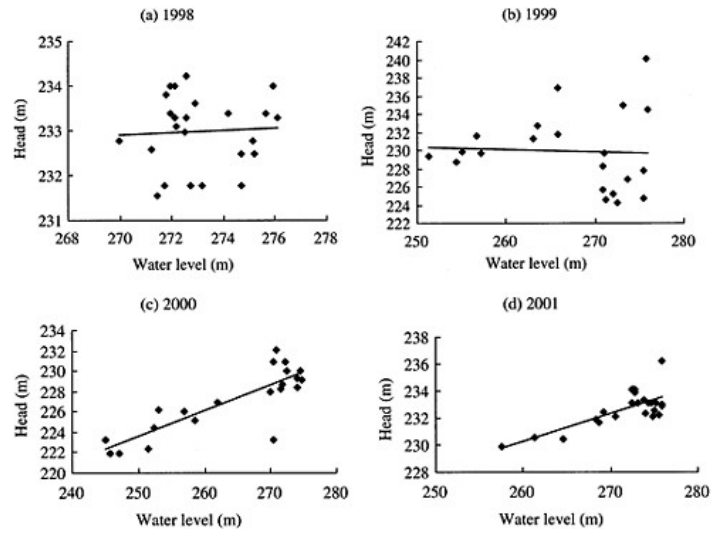 (a) 1998
235
234
233
232
231
268 270 272 274 276 278
Head (m)
Water level (m)
(b) 1999
242
240
238
236
234
232
230
228
226
224
222
250 260 270 280
Head (m)
Water level (m)
(c) 2000
234
232
230
228
226
224
222
220
240 250 260 270 280
Head (m)
Water level (m)
(d) 2001
238
236
234
232
230
228
250 260 270 280
Head (m)
Water level (m)